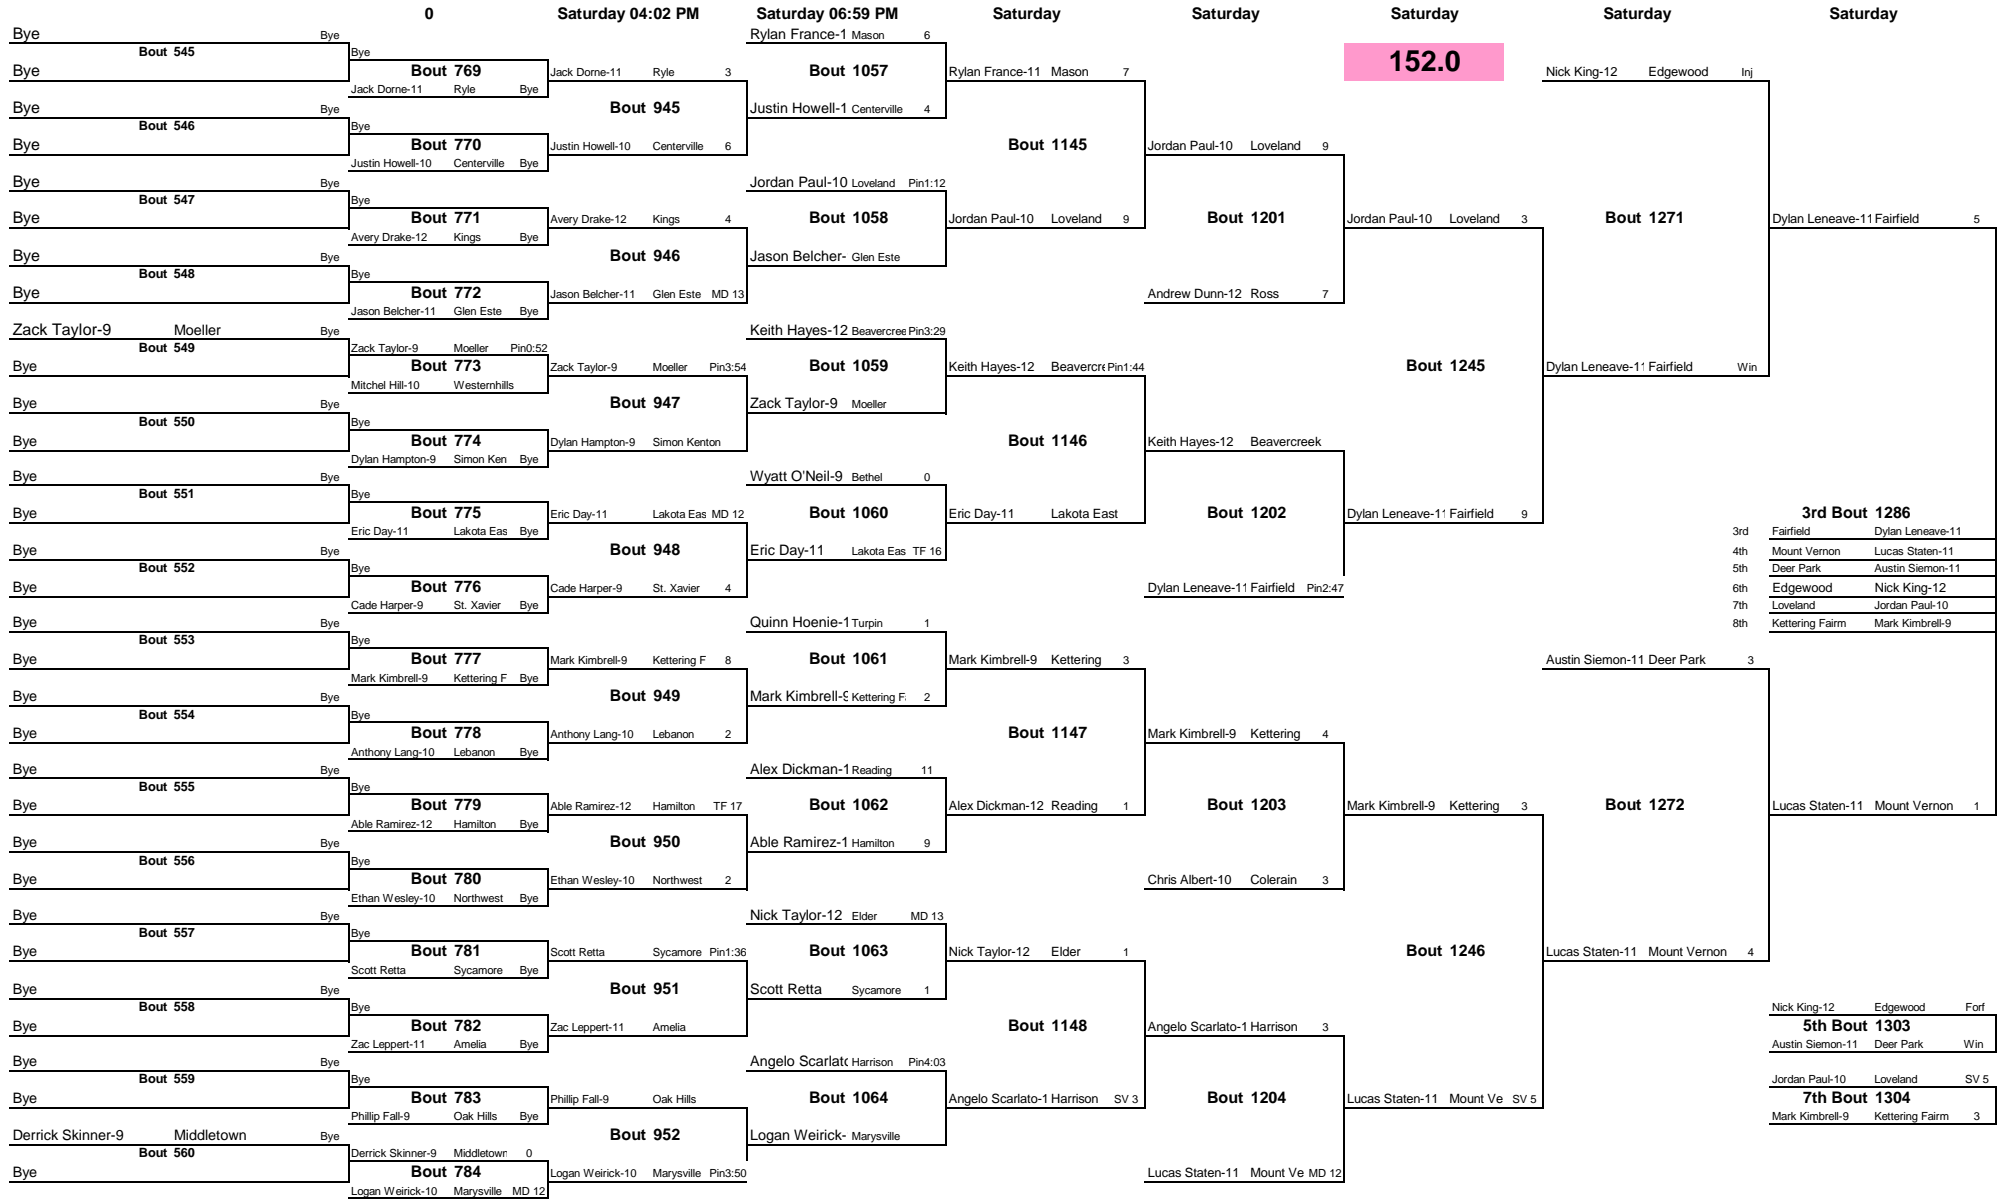 0 Saturday 04:02 PM Saturday 06:59 PM Saturday Saturday Saturday Saturday Saturday
152.0
Bye Bye
Bout 545
Bye
Bye Bye
Bout 546
Bye
Bye Bye
Bout 547
Bye
Bye Bye
Bout 548
Bye
Zack Taylor-9 Moeller Bye
Bout 549
Bye
Bye Bye
Bout 550
Bye
Bye Bye
Bout 551
Bye
Bye Bye
Bout 552
Bye
Bye Bye
Bout 553
Bye
Bye Bye
Bout 554
Bye
Bye Bye
Bout 555
Bye
Bye Bye
Bout 556
Bye
Bye Bye
Bout 557
Bye
Bye Bye
Bout 558
Bye
Bye Bye
Bout 559
Bye
Derrick Skinner-9 Middletown Bye
Bout 560
Bye
Bye
Bout 769
Jack Dorne-11 Ryle Bye
Bye
Bout 770
Justin Howell-10 Centerville Bye
Bye
Bout 771
Avery Drake-12 Kings Bye
Bye
Bout 772
Jason Belcher-11 Glen Este Bye
Zack Taylor-9 Moeller Pin0:52
Bout 773
Mitchel Hill-10 Westernhills
Bye
Bout 774
Dylan Hampton-9 Simon Ken Bye
Bye
Bout 775
Eric Day-11 Lakota Eas Bye
Bye
Bout 776
Cade Harper-9 St. Xavier Bye
Bye
Bout 777
Mark Kimbrell-9 Kettering F Bye
Bye
Bout 778
Anthony Lang-10 Lebanon Bye
Bye
Bout 779
Able Ramirez-12 Hamilton Bye
Bye
Bout 780
Ethan Wesley-10 Northwest Bye
Bye
Bout 781
Scott Retta Sycamore Bye
Bye
Bout 782
Zac Leppert-11 Amelia Bye
Bye
Bout 783
Phillip Fall-9 Oak Hills Bye
Derrick Skinner-9 Middletown 0
Bout 784
Logan Weirick-10 Marysville MD 12
Jack Dorne-11 Ryle 3
Bout 945
Justin Howell-10 Centerville 6
Avery Drake-12 Kings 4
Bout 946
Jason Belcher-11 Glen Este MD 13
Zack Taylor-9 Moeller Pin3:54
Bout 947
Dylan Hampton-9 Simon Kenton
Eric Day-11 Lakota Eas MD 12
Bout 948
Cade Harper-9 St. Xavier 4
Mark Kimbrell-9 Kettering F 8
Bout 949
Anthony Lang-10 Lebanon 2
Able Ramirez-12 Hamilton TF 17
Bout 950
Ethan Wesley-10 Northwest 2
Scott Retta Sycamore Pin1:36
Bout 951
Zac Leppert-11 Amelia
Phillip Fall-9 Oak Hills
Bout 952
Logan Weirick-10 Marysville Pin3:50
Rylan France-1 Mason 6
Bout 1057
Justin Howell-1 Centerville 4
Jordan Paul-10 Loveland Pin1:12
Bout 1058
Jason Belcher- Glen Este
Keith Hayes-12 Beavercree Pin3:29
Bout 1059
Zack Taylor-9 Moeller
Wyatt O'Neil-9 Bethel 0
Bout 1060
Eric Day-11 Lakota Eas TF 16
Quinn Hoenie-1 Turpin 1
Bout 1061
Mark Kimbrell-9 Kettering F 2
Alex Dickman-1 Reading 11
Bout 1062
Able Ramirez-1 Hamilton 9
Nick Taylor-12 Elder MD 13
Bout 1063
Scott Retta Sycamore 1
Angelo Scarlato Harrison Pin4:03
Bout 1064
Logan Weirick- Marysville
Rylan France-11 Mason 7
Bout 1145
Jordan Paul-10 Loveland 9
Keith Hayes-12 Beavercre Pin1:44
Bout 1146
Eric Day-11 Lakota East
Mark Kimbrell-9 Kettering 3
Bout 1147
Alex Dickman-12 Reading 1
Nick Taylor-12 Elder 1
Bout 1148
Angelo Scarlato-1 Harrison SV 3
Jordan Paul-10 Loveland 9
Bout 1201
Andrew Dunn-12 Ross 7
Keith Hayes-12 Beavercreek
Bout 1202
Dylan Leneave-11 Fairfield Pin2:47
Mark Kimbrell-9 Kettering 4
Bout 1203
Chris Albert-10 Colerain 3
Angelo Scarlato-1 Harrison 3
Bout 1204
Lucas Staten-11 Mount Ve MD 12
Jordan Paul-10 Loveland 3
Bout 1245
Dylan Leneave-11 Fairfield 9
Mark Kimbrell-9 Kettering 3
Bout 1246
Lucas Staten-11 Mount Ve SV 5
Nick King-12 Edgewood Inj
Bout 1271
Dylan Leneave-11 Fairfield Win
Austin Siemon-11 Deer Park 3
Bout 1272
Lucas Staten-11 Mount Vernon 4
Dylan Leneave-11 Fairfield 5
3rd Bout 1286
3rd Fairfield Dylan Leneave-11
4th Mount Vernon Lucas Staten-11
5th Deer Park Austin Siemon-11
6th Edgewood Nick King-12
7th Loveland Jordan Paul-10
8th Kettering Fairm Mark Kimbrell-9
Lucas Staten-11 Mount Vernon 1
Nick King-12 Edgewood Forf
5th Bout 1303
Austin Siemon-11 Deer Park Win
Jordan Paul-10 Loveland SV 5
7th Bout 1304
Mark Kimbrell-9 Kettering Fairm 3